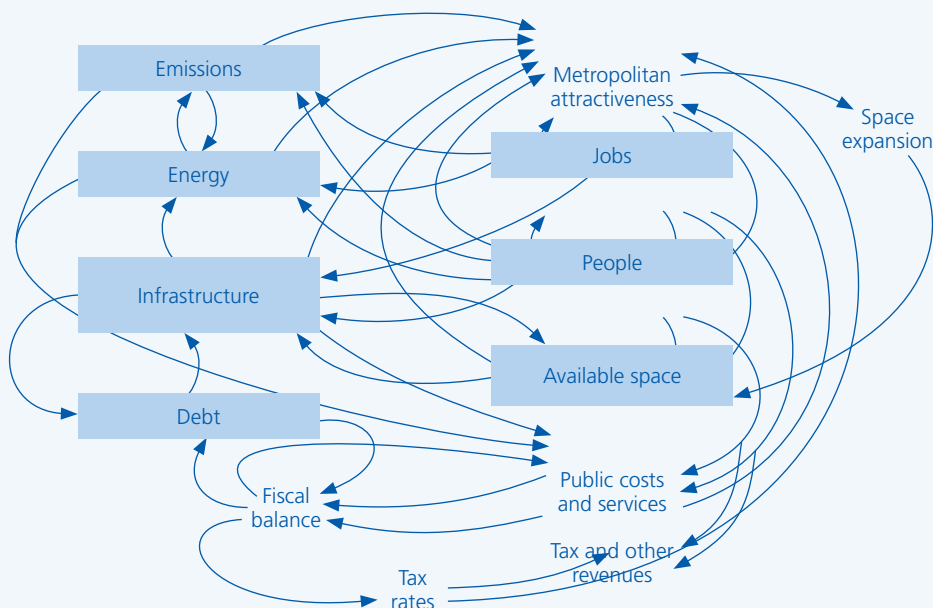 Emissions
Energy
Infrastructure
Debt
Fiscal
balance
Tax
rates
Metropolitan
attractiveness
Jobs
People
Available space
Public costs
and services
Tax and other
revenues
Space
expansion